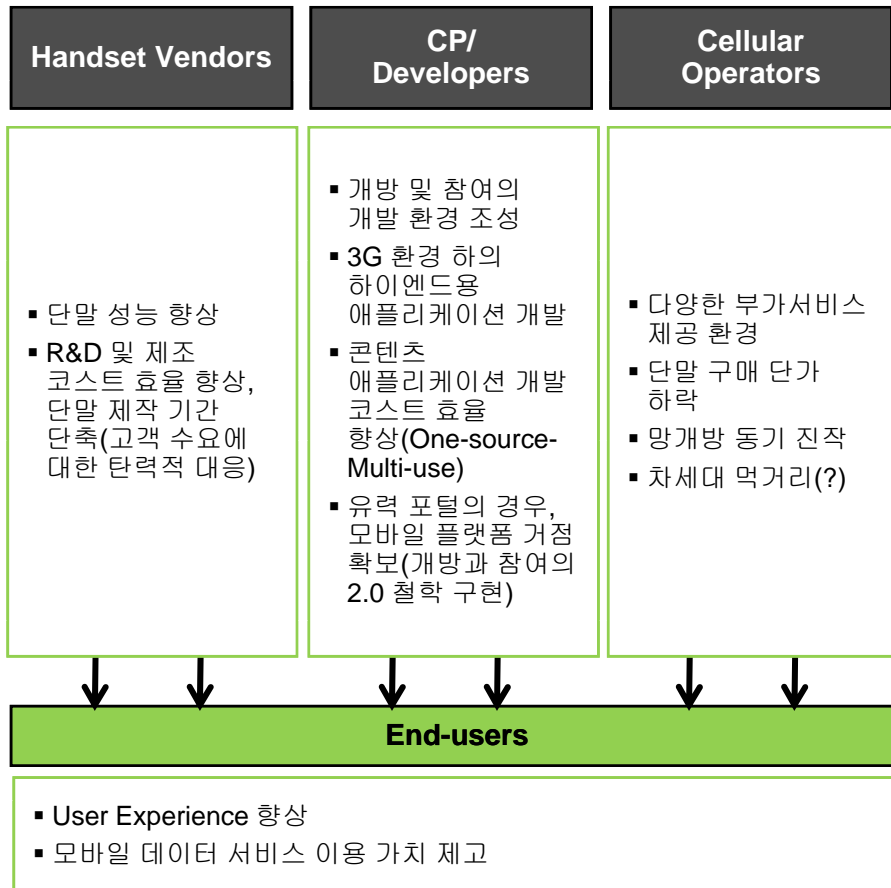 Handset Vendors
CP/
Developers
Cellular
Operators
▪ 단말 성능 향상
▪ R&D 및 제조
코스트 효율 향상,
단말 제작 기간
단축(고객 수요에
대한 탄력적 대응)
▪ 개방 및 참여의
개발 환경 조성
▪ 3G 환경 하의
하이엔드용
애플리케이션 개발
▪ 콘텐츠
애플리케이션 개발
코스트 효율
향상(One-source-
Multi-use)
▪ 유력 포털의 경우,
모바일 플랫폼 거점
확보(개방과 참여의
2.0 철학 구현)
▪ 다양한 부가서비스
제공 환경
▪ 단말 구매 단가
하락
▪ 망개방 동기 진작
▪ 차세대 먹거리(?)
End-users
▪ User Experience 향상
▪ 모바일 데이터 서비스 이용 가치 제고